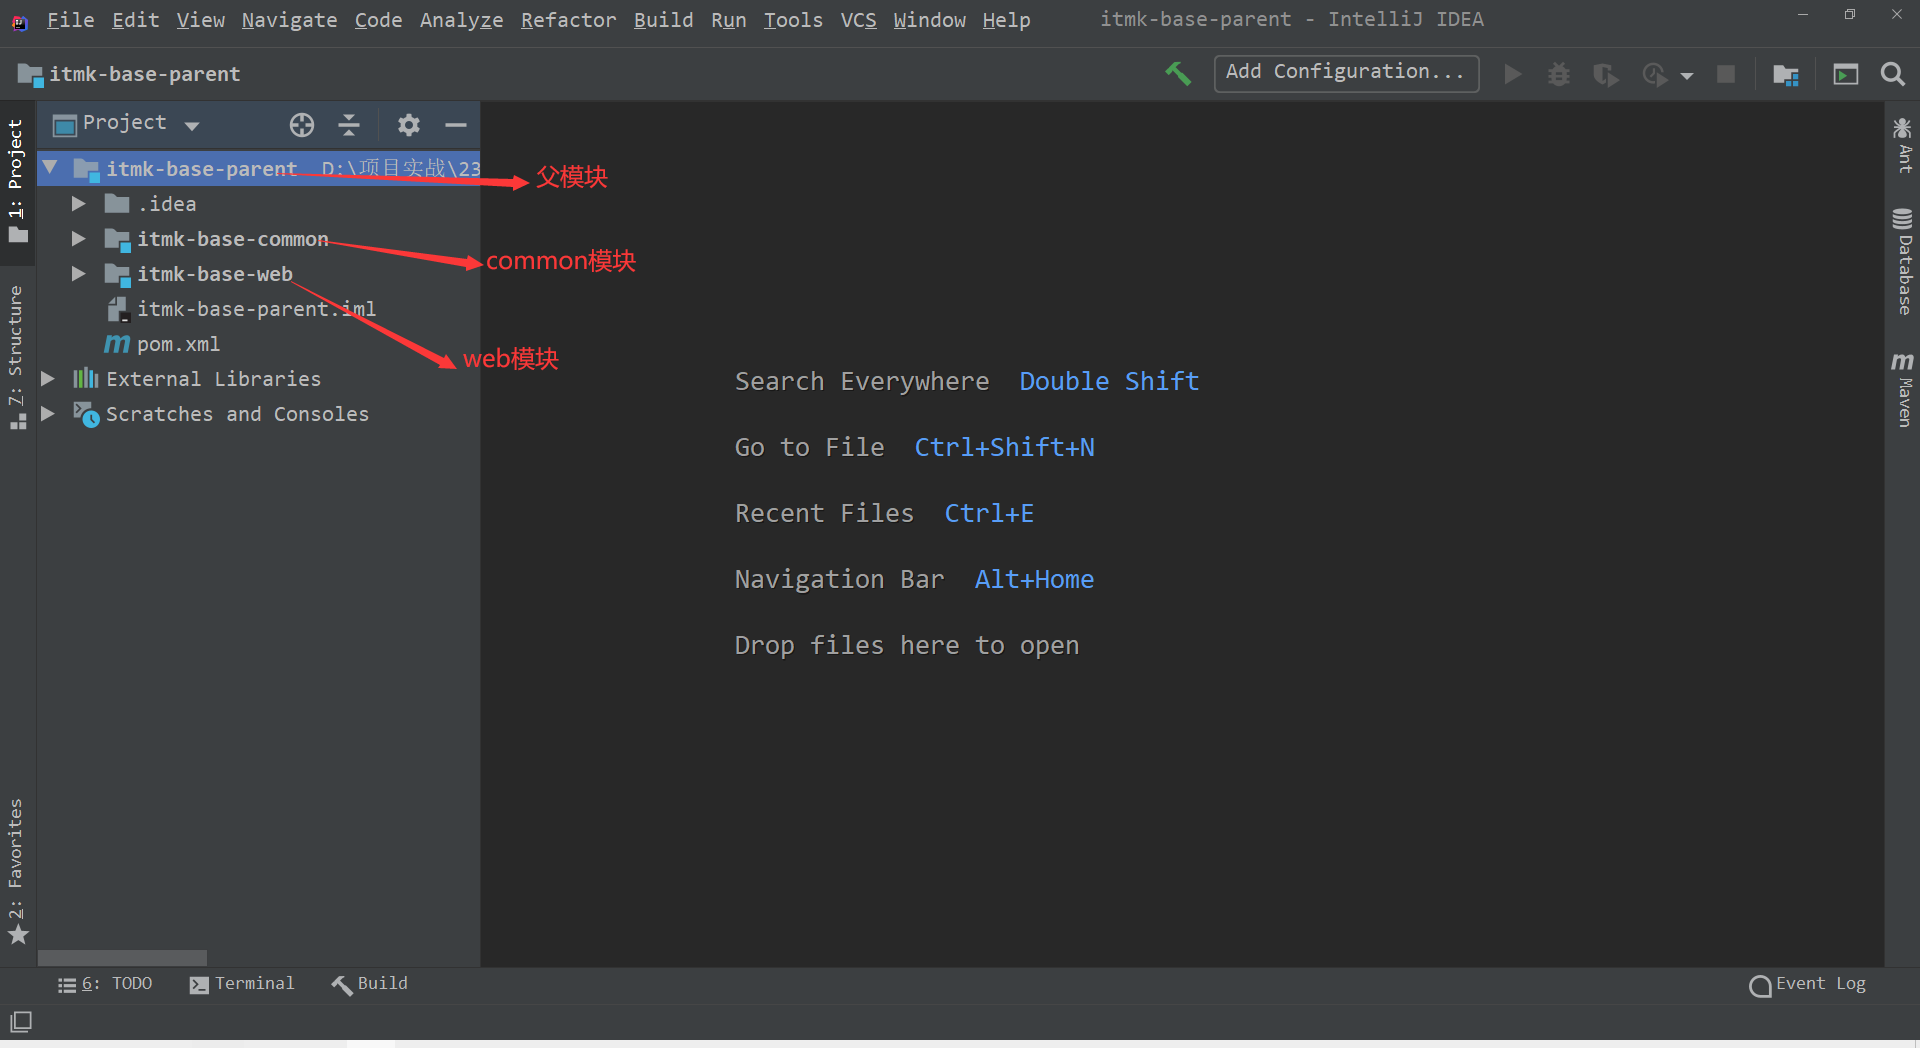 File Edit View Navigate Code Analyze Refactor Build Run Tools VCS Window Help itmk-base-parent - IntelliJ IDEA
itmk-base-parent Add Configuration...
Project
itmk-base-parent D:\项目实战\23
父模块
.idea
itmk-base-common
common模块
itmk-base-web
itmk-base-parent.iml
pom.xml
web模块
External Libraries
Scratches and Consoles
Search Everywhere Double Shift
Go to File Ctrl+Shift+N
Recent Files Ctrl+E
Navigation Bar Alt+Home
Drop files here to open
1: Project
7: Structure
2: Favorites
Ant
Database
Maven
6: TODO Terminal Build Event Log